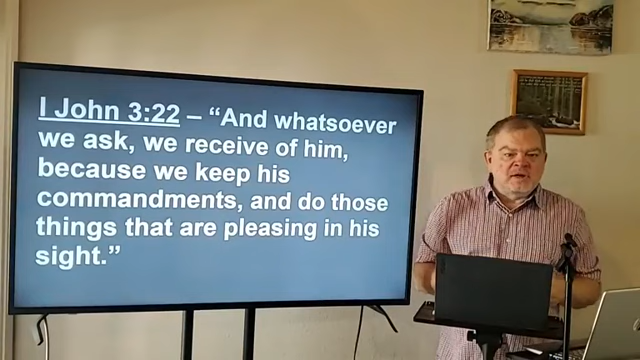 I John 3:22 – “And whatsoever
we ask, we receive of him,
because we keep his
commandments, and do those
things that are pleasing in his
sight.”